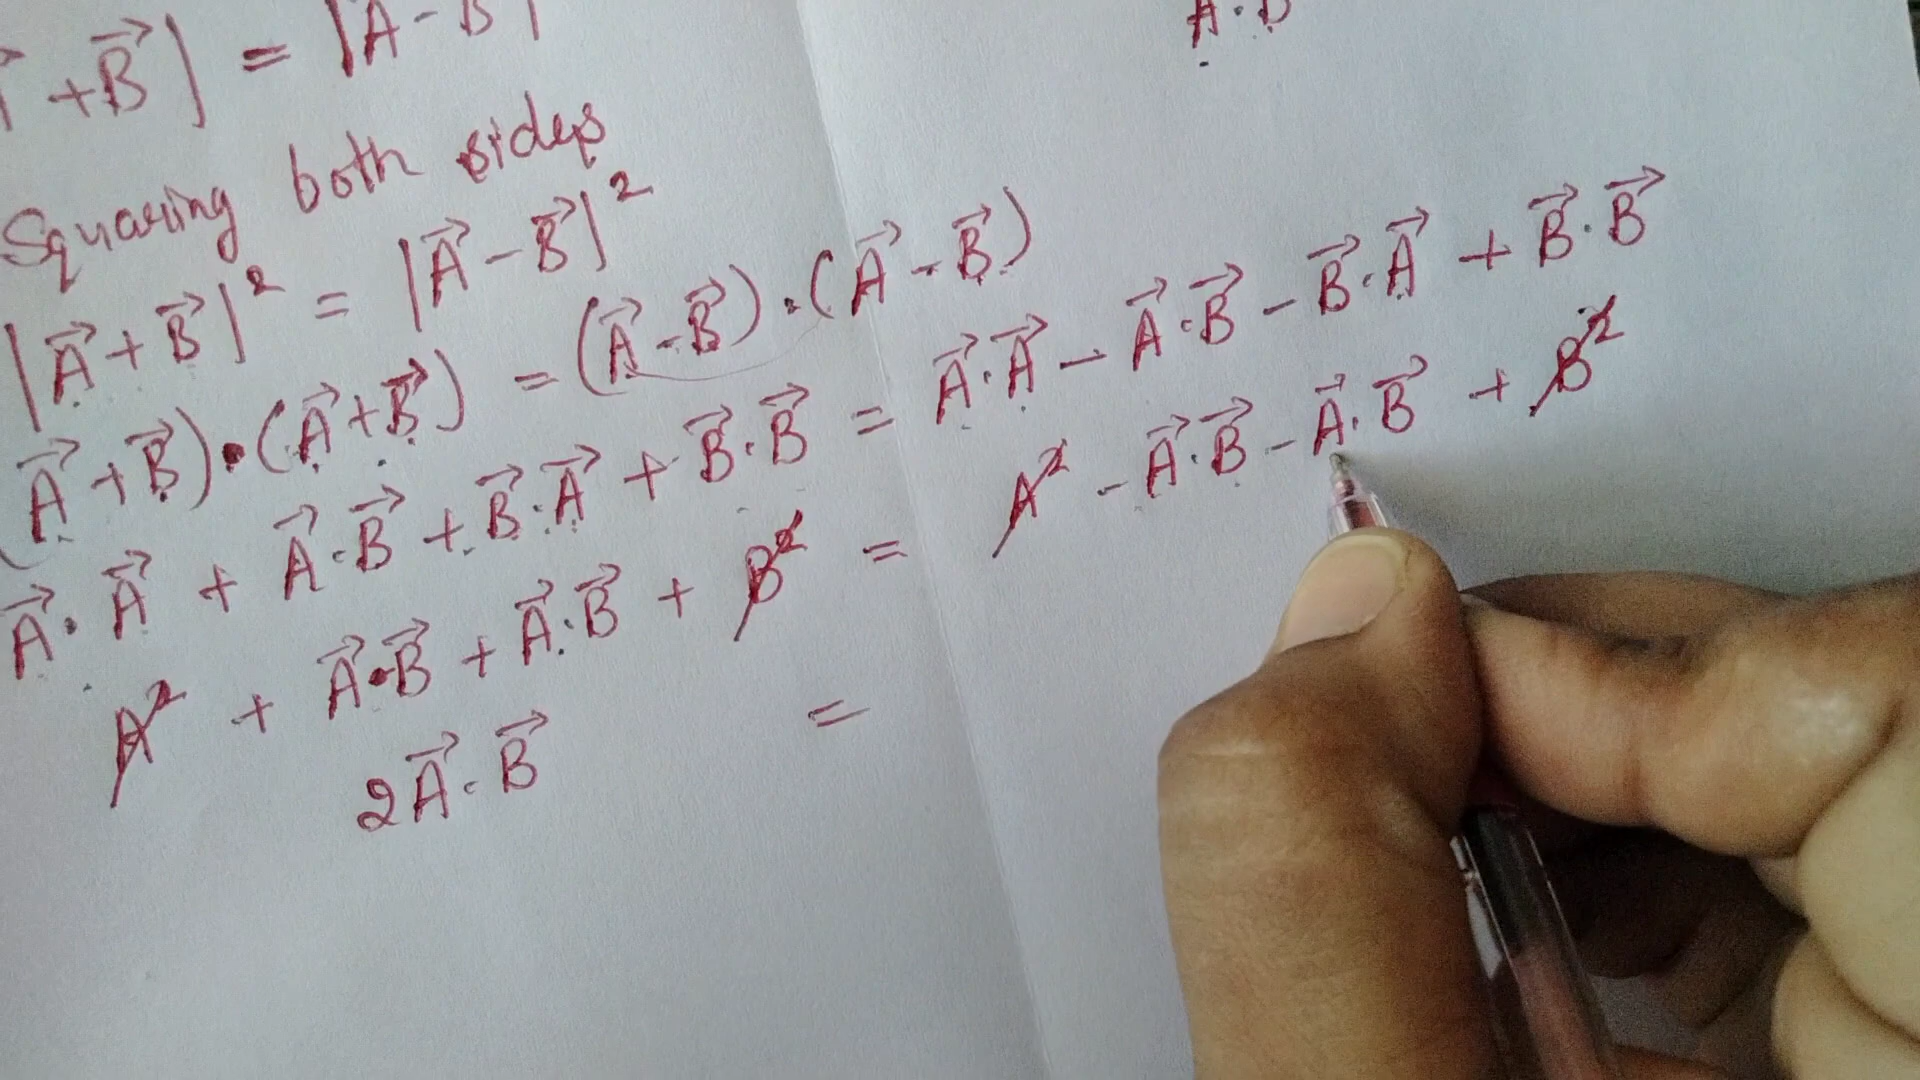 + B⃗| = |A⃗ - B⃗|
A·B
Squaring both sides
|A⃗ + B⃗|² = |A⃗ - B⃗|²
(A⃗ + B⃗)·(A⃗ + B⃗) = (A⃗ - B⃗)·(A⃗ - B⃗)
A⃗·A⃗ + A⃗·B⃗ + B⃗·A⃗ + B⃗·B⃗ = A⃗·A⃗ - A⃗·B⃗ - B⃗·A⃗ + B⃗·B⃗
A² + A⃗·B⃗ + A⃗·B⃗ + B² = A² - A⃗·B⃗ - A⃗·B⃗ + B²
2A⃗·B⃗ =